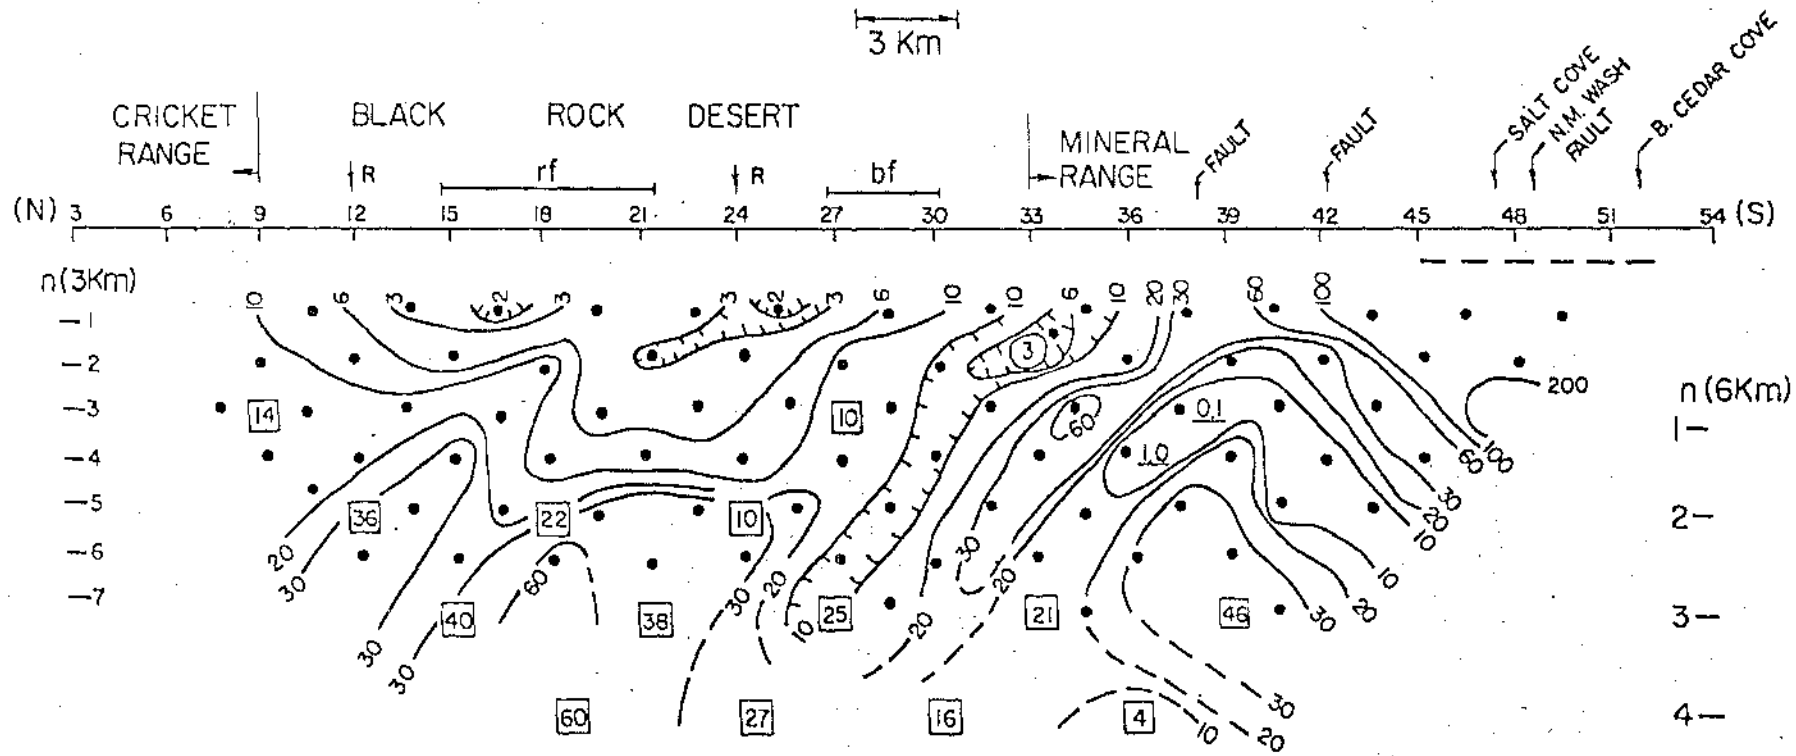 3 Km
CRICKET RANGE
BLACK ROCK DESERT
MINERAL RANGE
FAULT
FAULT
SALT COVE
N.M. WASH FAULT
B. CEDAR COVE
R rf R bf
(N) 3 6 9 12 15 18 21 24 27 30 33 36 39 42 45 48 51 54 (S)
n(3Km)
10 6 3 2 3 3 2 3 6 10 10 6 10 20 30 60 100
-1
-2
3
200
n(6Km)
-3
14
10
60
0.1
1-
-4
1.0
60 100
-5
36 22 10
30
20
10
2-
-6
20
30
60
30
20
30
20
10
-7
40 38 25 21 46
30 20
3-
30
30
10
20
30
20
60 27 16 4
10
4-